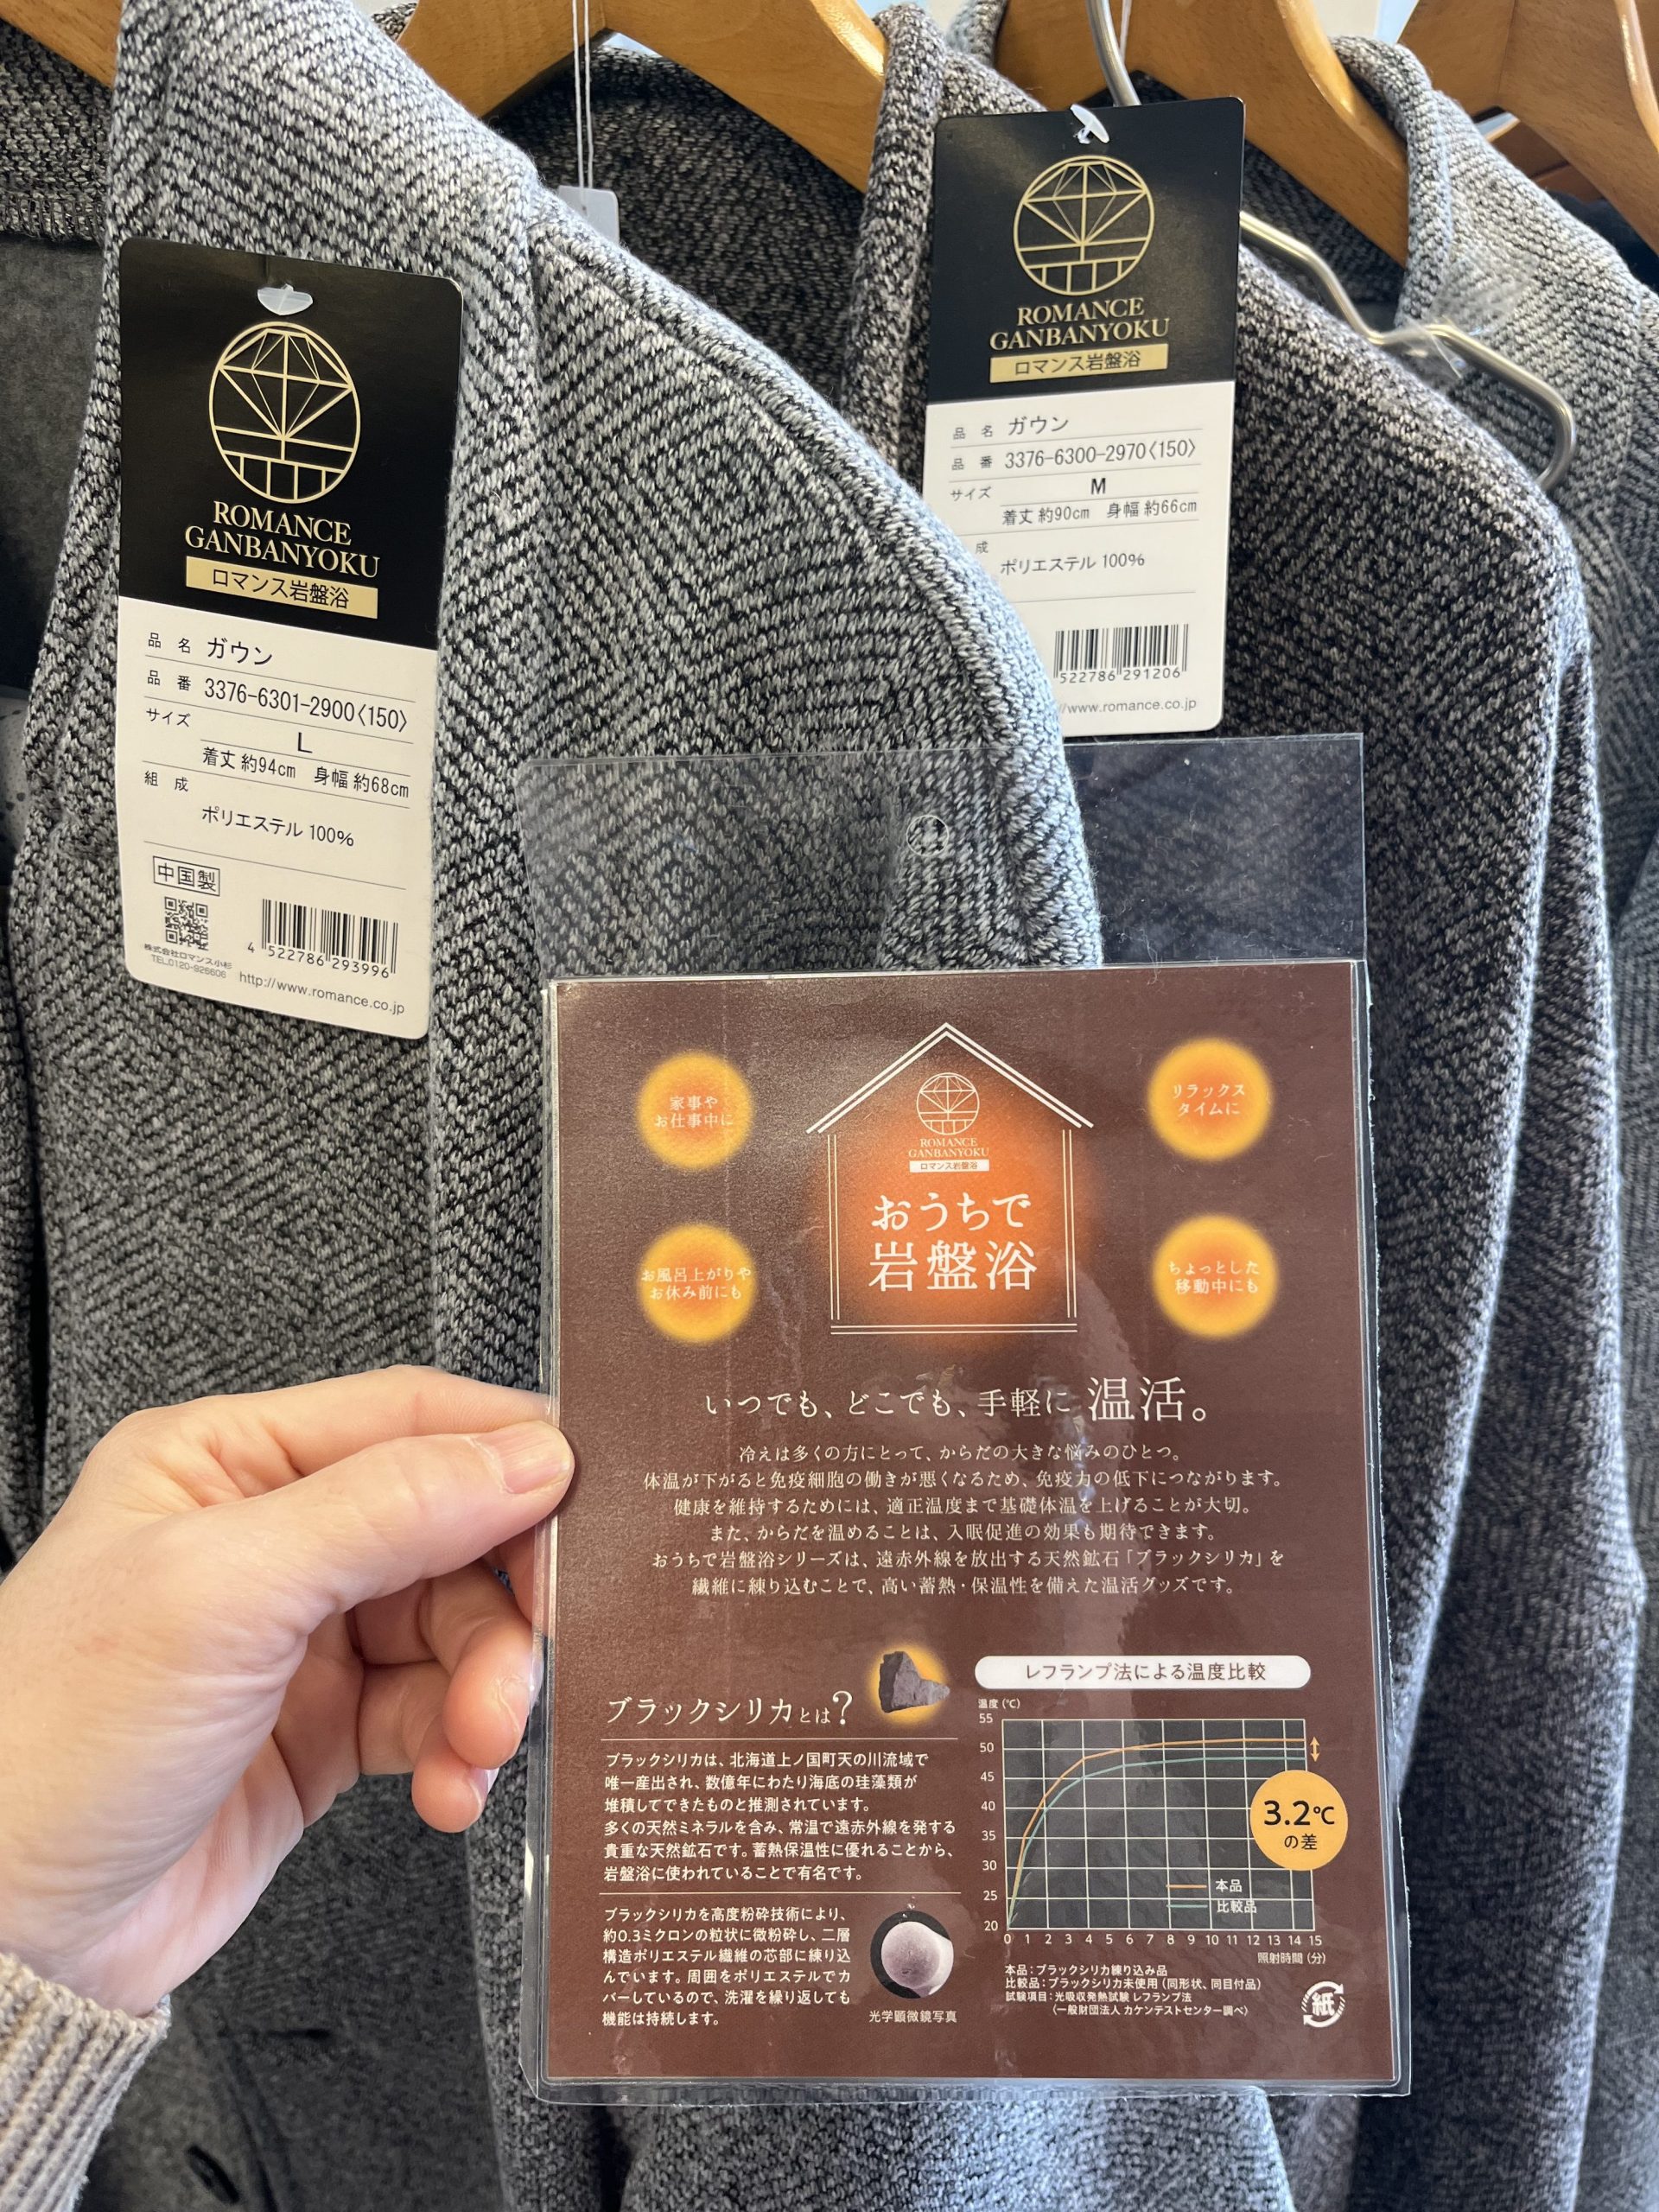 ROMANCE
GANBANYOKU
ロマンス岩盤浴
品名 ガウン
品番 3376-6301-2900〈150〉
サイズ L
着丈 約94cm 身幅 約68cm
組成
ポリエステル 100%
中国製
株式会社ロマンス小杉
TEL.0120-926606
4 522786 293996
http://www.romance.co.jp
ROMANCE
GANBANYOKU
ロマンス岩盤浴
品名 ガウン
品番 3376-6300-2970〈150〉
サイズ M
着丈 約90cm 身幅 約66cm
成
ポリエステル 100%
522786 291206
//www.romance.co.jp
家事や
お仕事中に
リラックス
タイムに
お風呂上がりや
お休み前にも
ちょっとした
移動中にも
ROMANCE
GANBANYOKU
ロマンス岩盤浴
おうちで
岩盤浴
いつでも、どこでも、手軽に 温活。
冷えは多くの方にとって、からだの大きな悩みのひとつ。
体温が下がると免疫細胞の働きが悪くなるため、免疫力の低下につながります。
健康を維持するためには、適正温度まで基礎体温を上げることが大切。
また、からだを温めることは、入眠促進の効果も期待できます。
おうちで岩盤浴シリーズは、遠赤外線を放出する天然鉱石「ブラックシリカ」を
繊維に練り込むことで、高い蓄熱・保温性を備えた温活グッズです。
ブラックシリカとは?
ブラックシリカは、北海道上ノ国町天の川流域で
唯一産出され、数億年にわたり海底の珪藻類が
堆積してできたものと推測されています。
多くの天然ミネラルを含み、常温で遠赤外線を発する
貴重な天然鉱石です。蓄熱保温性に優れることから、
岩盤浴に使われていることで有名です。
ブラックシリカを高度粉砕技術により、
約0.3ミクロンの粒状に微粉砕し、二層
構造ポリエステル繊維の芯部に練り込
んでいます。周囲をポリエステルでカ
バーしているので、洗濯を繰り返しても
機能は持続します。
光学顕微鏡写真
レフランプ法による温度比較
温度(℃)
55
50
45
40
35
30
25
20
0 1 2 3 4 5 6 7 8 9 10 11 12 13 14 15
照射時間(分)
3.2℃
の差
本品
比較品
本品:ブラックシリカ練り込み品
比較品:ブラックシリカ未使用(同形状、同目付品)
試験項目:光吸収発熱試験 レフランプ法
(一般財団法人 カケンテストセンター調べ)
紙